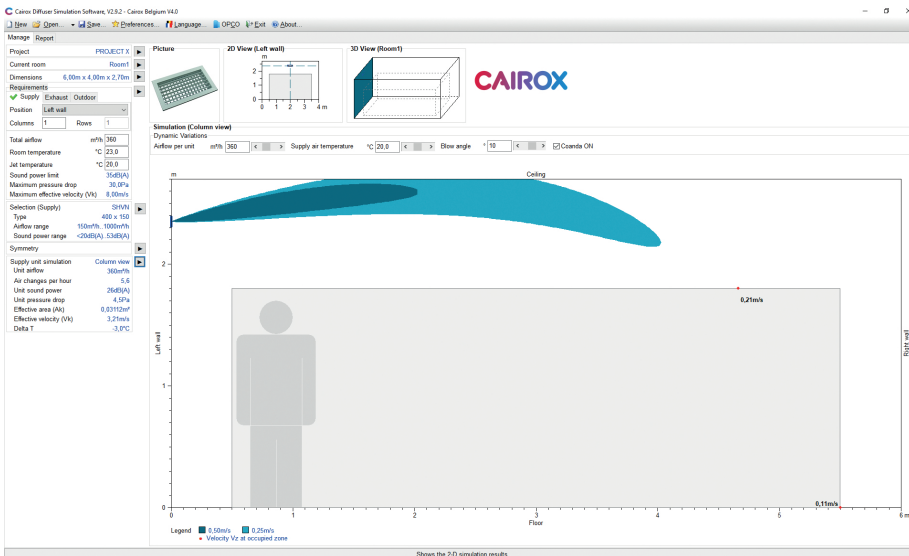 Cairox Diffuser Simulation Software, V2.9.2 - Cairox Belgium V4.0
New Open... Save... Preferences... Language... OPCO Exit About...
Manage Report
Project PROJECT X
Current room Room1
Dimensions 6,00m x 4,00m x 2,70m
Requirements
Supply Exhaust Outdoor
Position Left wall
Columns 1 Rows 1
Total airflow m³/h 360
Room temperature °C 23,0
Jet temperature °C 20,0
Sound power limit 35dB(A)
Maximum pressure drop 30,0Pa
Maximum effective velocity (Vk) 8,00m/s
Selection (Supply) SHVN
Type 400 x 150
Airflow range 150m³/h..1000m³/h
Sound power range <20dB(A)..53dB(A)
Symmetry
Supply unit simulation Column view
Unit airflow 360m³/h
Air changes per hour 5,6
Unit sound power 26dB(A)
Unit pressure drop 4,5Pa
Effective area (Ak) 0,03112m²
Effective velocity (Vk) 3,21m/s
Delta T -3,0°C
Picture
2D View (Left wall)
m
2
1
0
0 1 2 3 4 m
3D View (Room1)
CAIROX
Simulation (Column view)
Dynamic Variations
Airflow per unit m³/h 360 < > Supply air temperature °C 20,0 < > Blow angle ° 10 < > Coanda ON
m Ceiling
2
0,21m/s
Left wall
Right wall
1
0,11m/s
0
0 1 2 3 4 5 6 m
Floor
Legend 0,50m/s 0,25m/s
Velocity Vz at occupied zone
Shows the 2-D simulation results